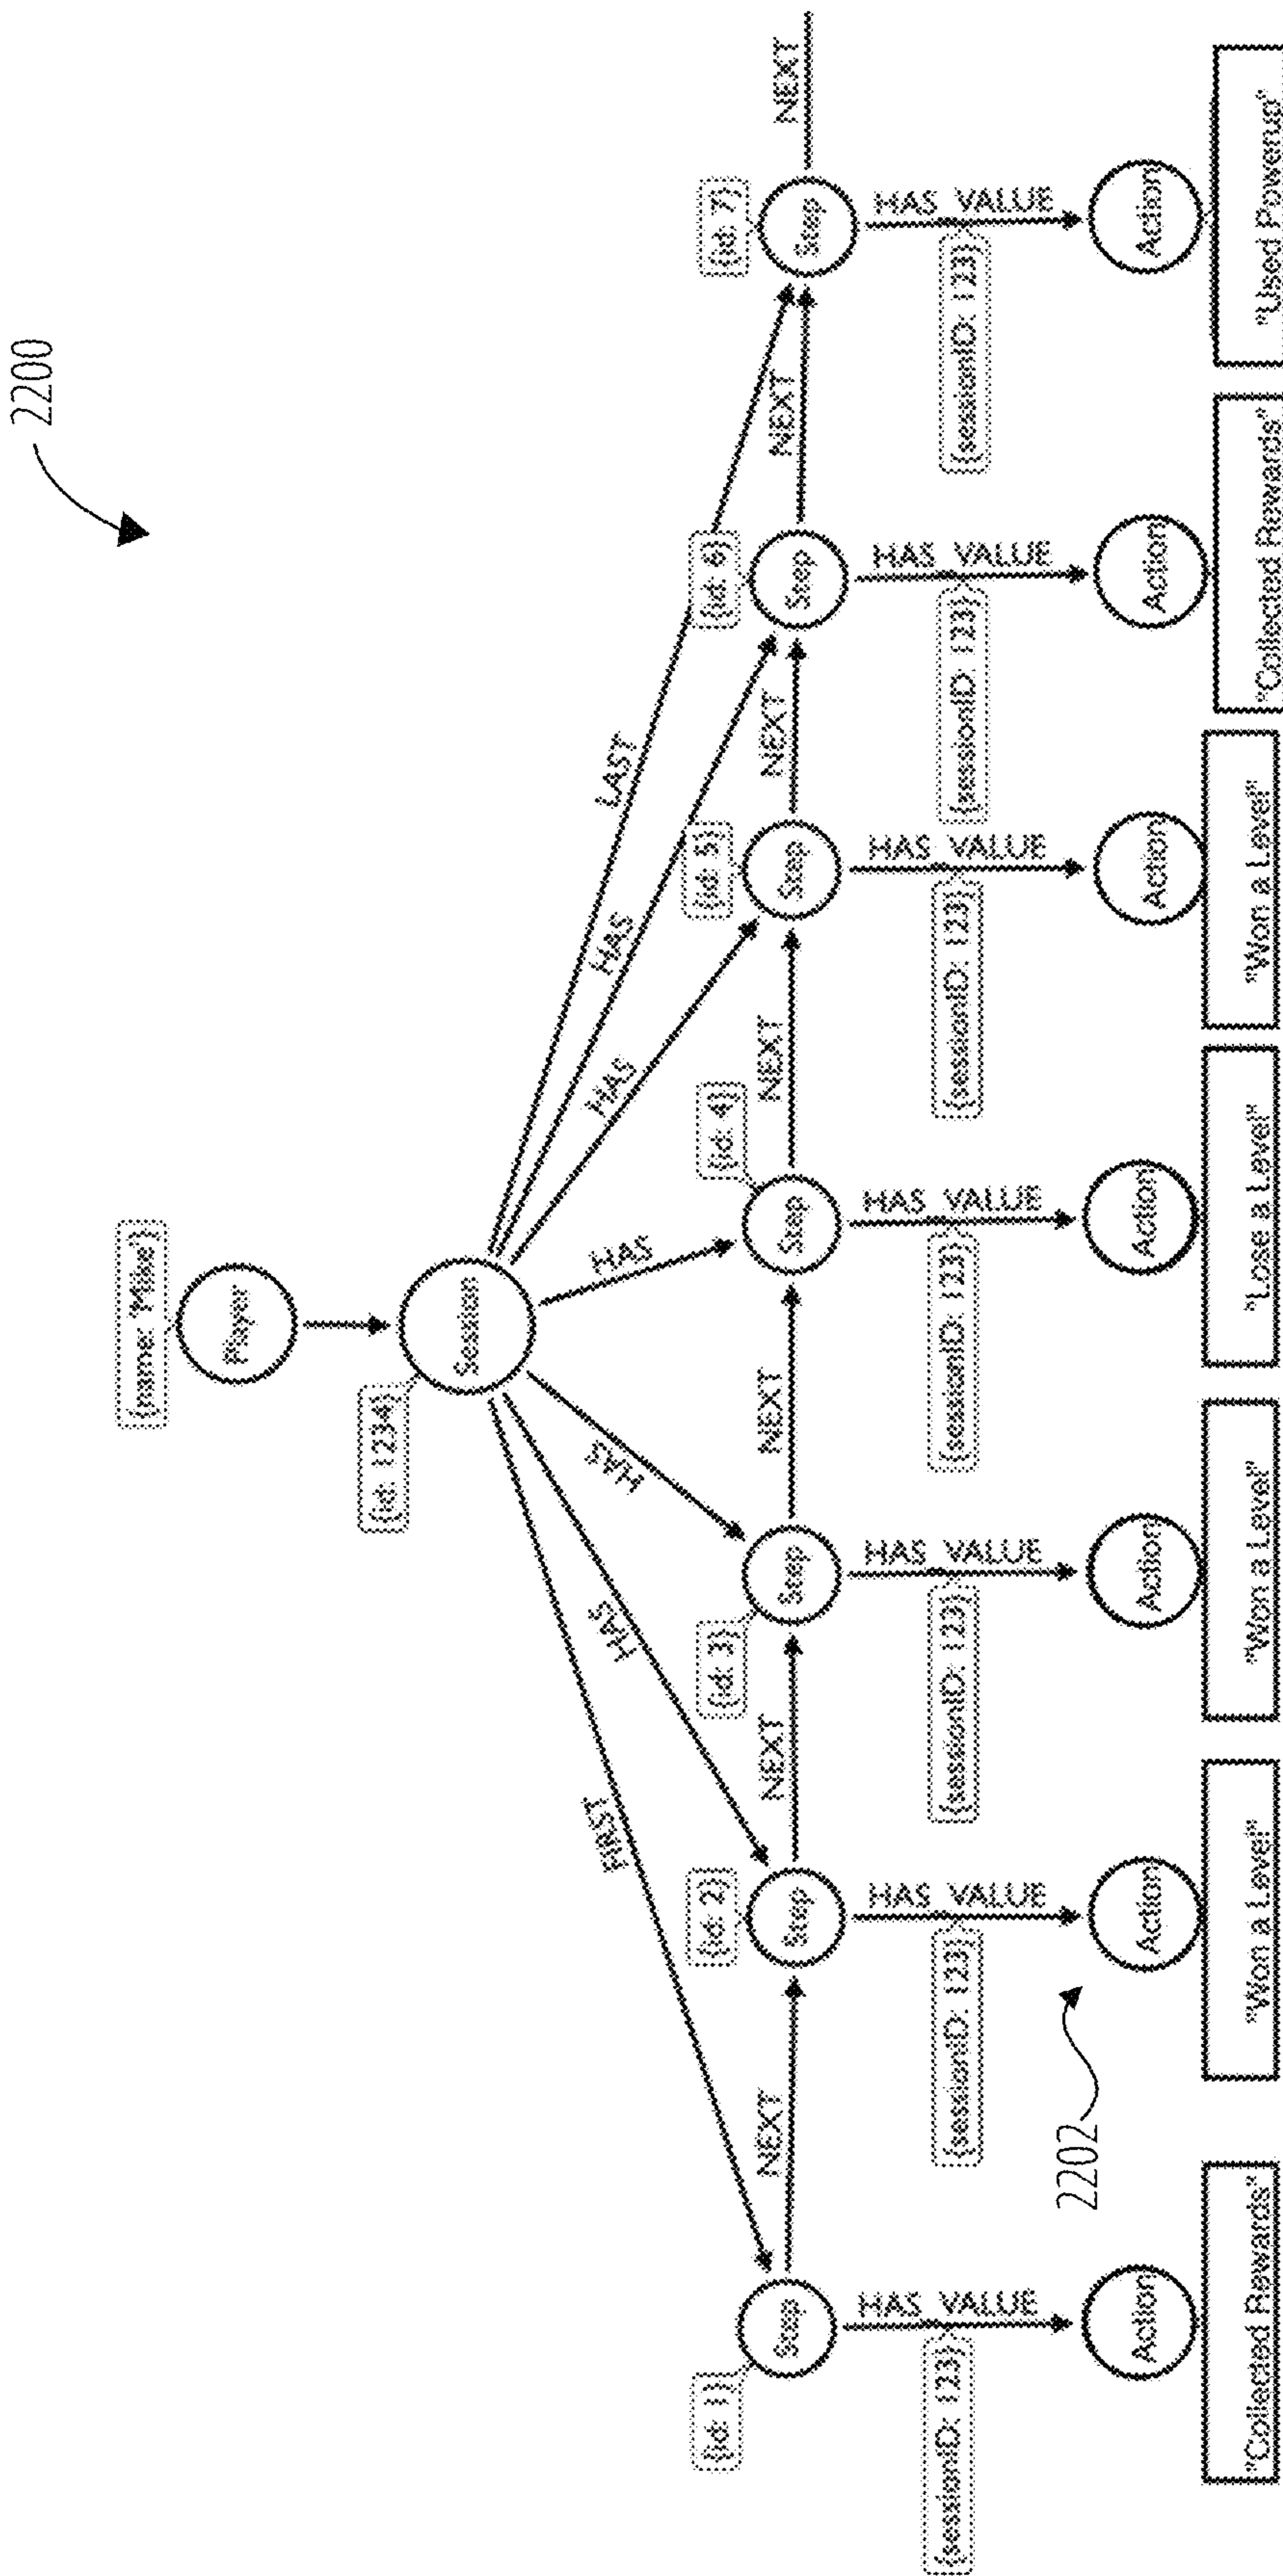 2200
{name: 'Mike'}
Player
{id: 1234}
Session
FIRST
HAS
HAS
HAS
HAS
HAS
LAST
{id: 1}
{id: 2}
{id: 3}
{id: 4}
{id: 5}
{id: 6}
{id: 7}
Step
NEXT
Step
NEXT
Step
NEXT
Step
NEXT
Step
NEXT
Step
NEXT
Step
NEXT
HAS VALUE
HAS VALUE
HAS VALUE
HAS VALUE
HAS VALUE
HAS VALUE
HAS VALUE
{sessionID: 123}
{sessionID: 123}
{sessionID: 123}
{sessionID: 123}
{sessionID: 123}
{sessionID: 123}
{sessionID: 123}
2202
Action
Action
Action
Action
Action
Action
Action
"Collected Rewards"
"Won a Level"
"Won a Level"
"Lose a Level"
"Won a Level"
"Collected Rewards"
"Used Powerup"